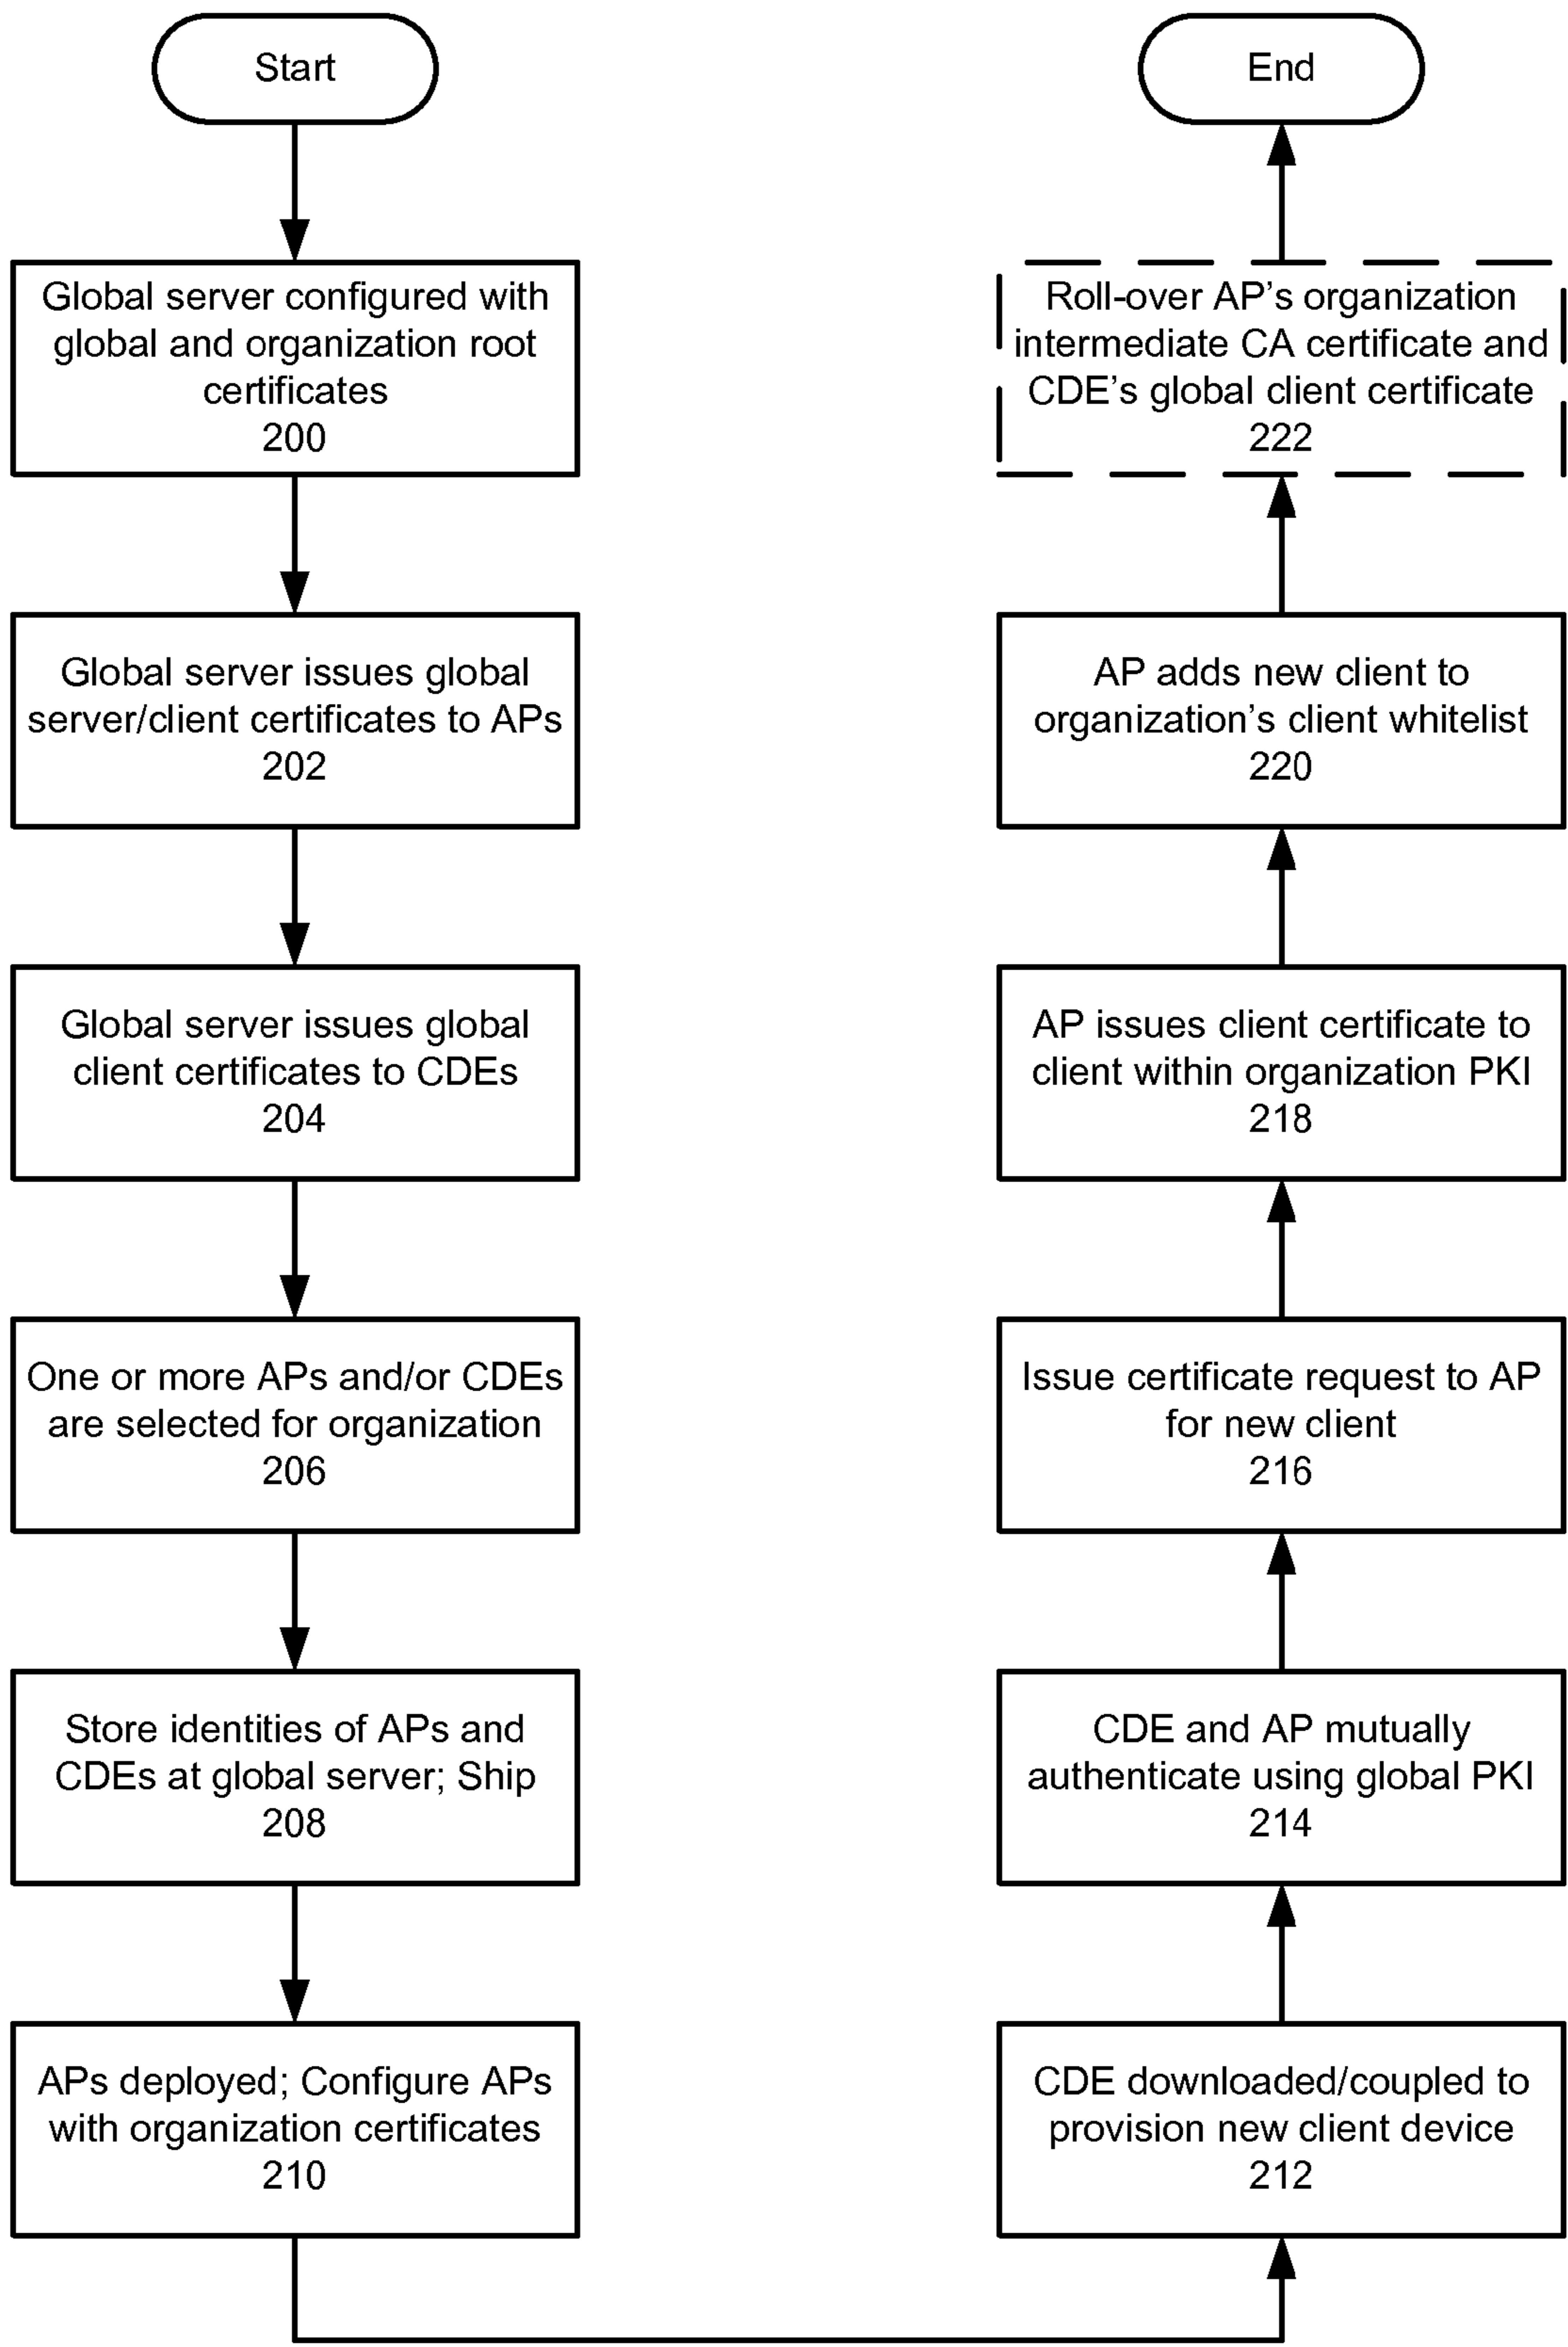 Start
Global server configured with
global and organization root
certificates
200
Global server issues global
server/client certificates to APs
202
Global server issues global
client certificates to CDEs
204
One or more APs and/or CDEs
are selected for organization
206
Store identities of APs and
CDEs at global server; Ship
208
APs deployed; Configure APs
with organization certificates
210
CDE downloaded/coupled to
provision new client device
212
CDE and AP mutually
authenticate using global PKI
214
Issue certificate request to AP
for new client
216
AP issues client certificate to
client within organization PKI
218
AP adds new client to
organization’s client whitelist
220
Roll-over AP’s organization
intermediate CA certificate and
CDE’s global client certificate
222
End